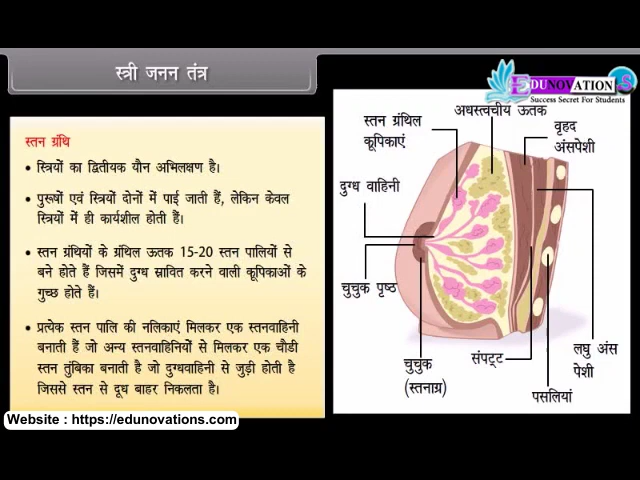 स्त्री जनन तंत्र
EDUNOVATIONS
Success Secret For Students
स्तन ग्रंथि
• स्त्रियों का द्वितीयक यौन अभिलक्षण है।
• पुरूषों एवं स्त्रियों दोनों में पाई जाती हैं, लेकिन केवल
स्त्रियों में ही कार्यशील होती हैं।
• स्तन ग्रंथियों के ग्रंथिल ऊतक 15-20 स्तन पालियों से
बने होते हैं जिसमें दुग्ध स्रावित करने वाली कूपिकाओं के
गुच्छ होते हैं।
• प्रत्येक स्तन पालि की नलिकाएं मिलकर एक स्तनवाहिनी
बनाती हैं जो अन्य स्तनवाहिनियों से मिलकर एक चौडी
स्तन तुंबिका बनाती है जो दुग्धवाहिनी से जुड़ी होती है
जिससे स्तन से दूध बाहर निकलता है।
अधस्त्वचीय ऊतक
स्तन ग्रंथिल
कूपिकाएं
वृहद
अंसपेशी
दुग्ध वाहिनी
चुचुक पृष्ठ
चुचुक
(स्तनाग्र)
संपट्ट
लघु अंस
पेशी
पसलियां
Website : https://edunovations.com